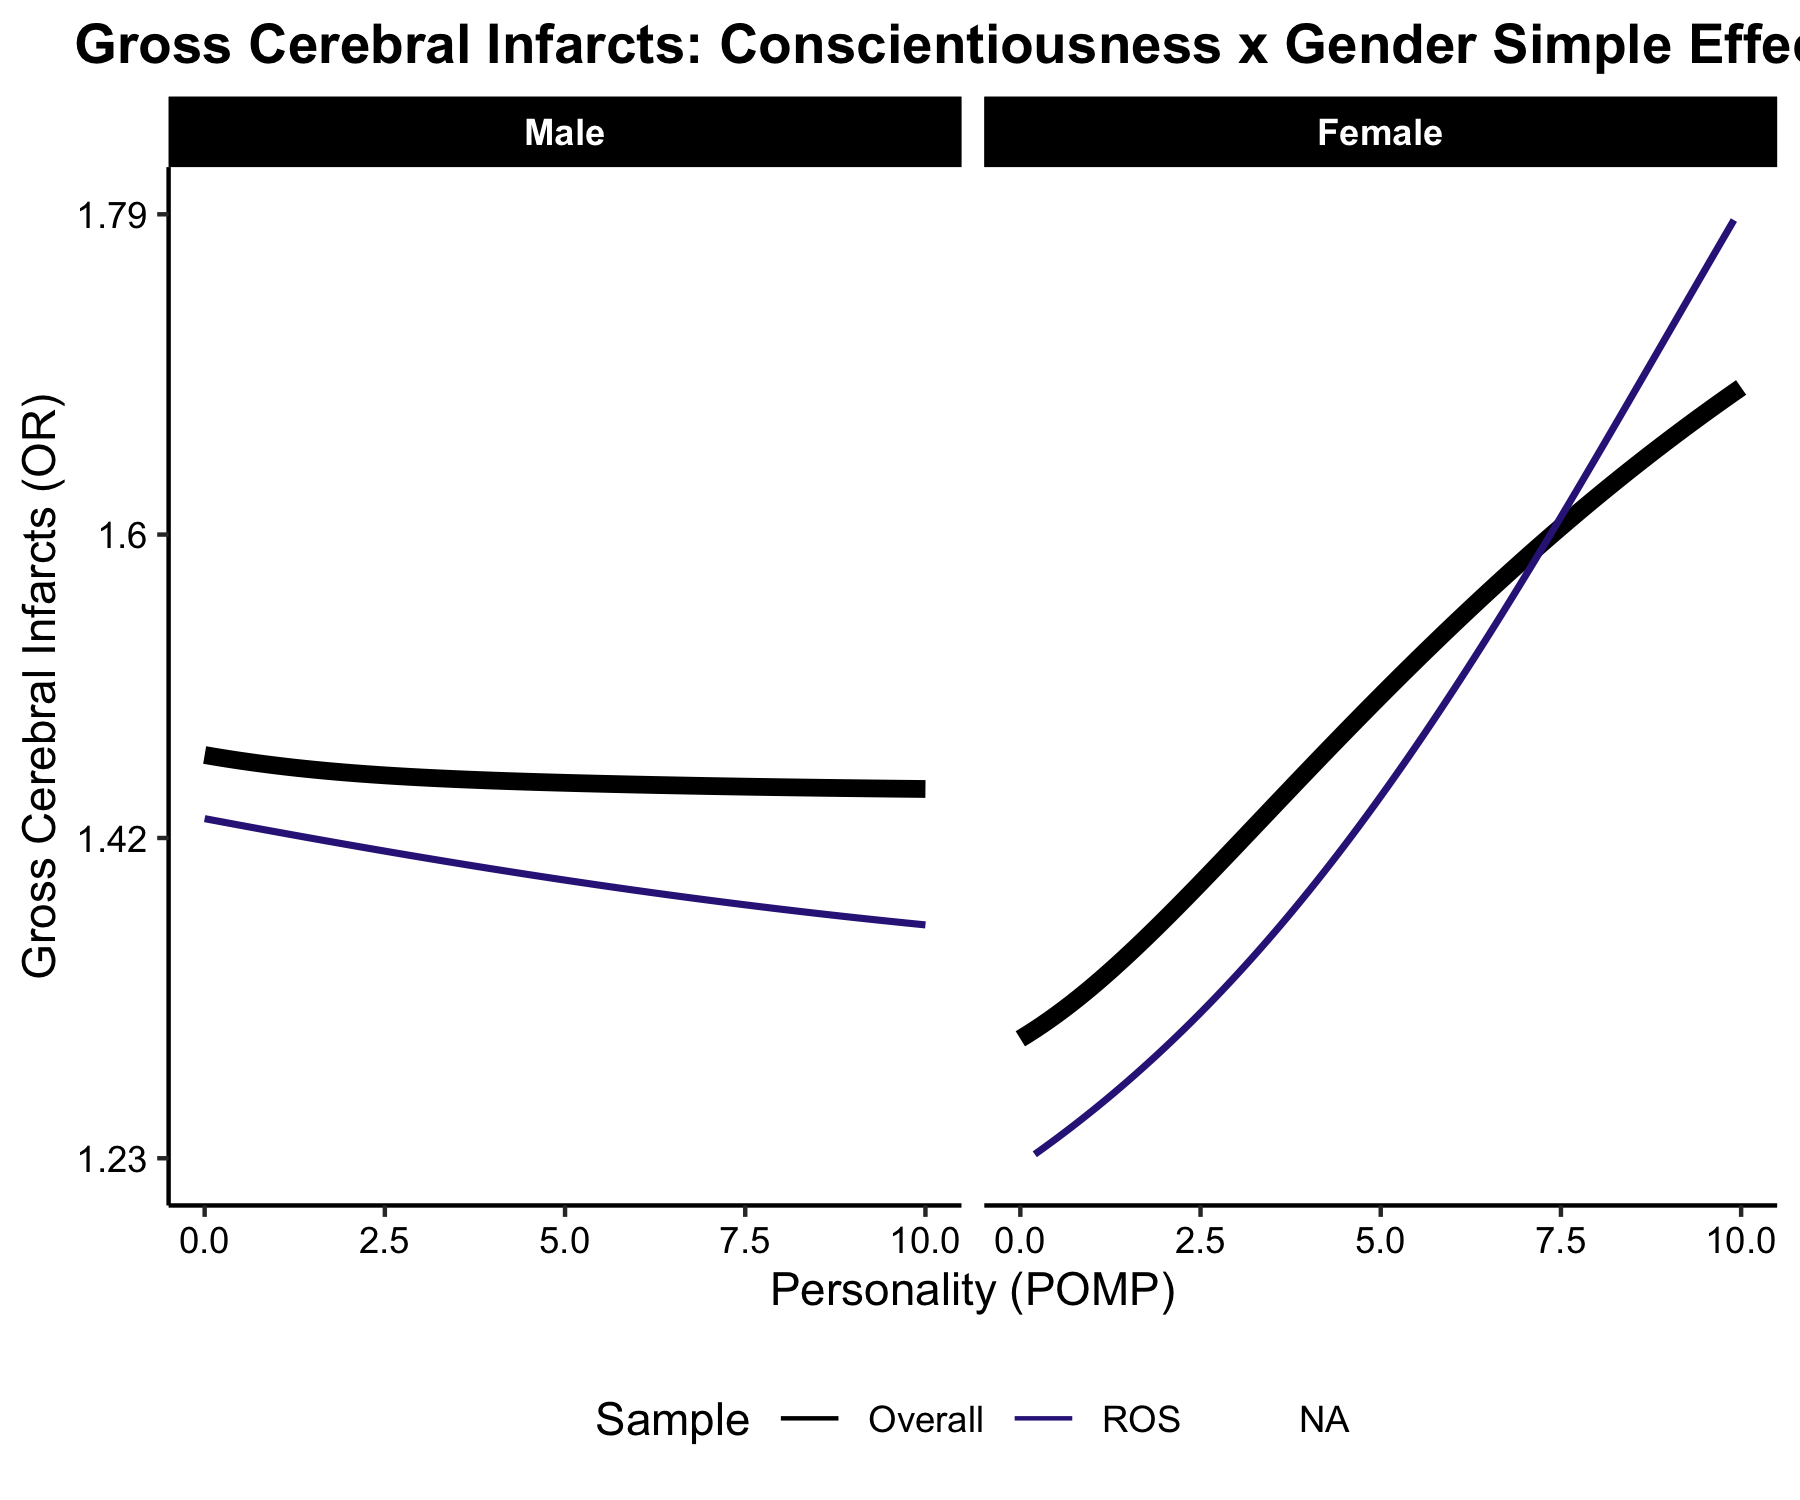 Gross Cerebral Infarcts: Conscientiousness x Gender Simple Effec
Male
Female
Gross Cerebral Infarcts (OR)
1.79
1.6
1.42
1.23
0.0 2.5 5.0 7.5 10.0 0.0 2.5 5.0 7.5 10.0
Personality (POMP)
Sample Overall ROS NA